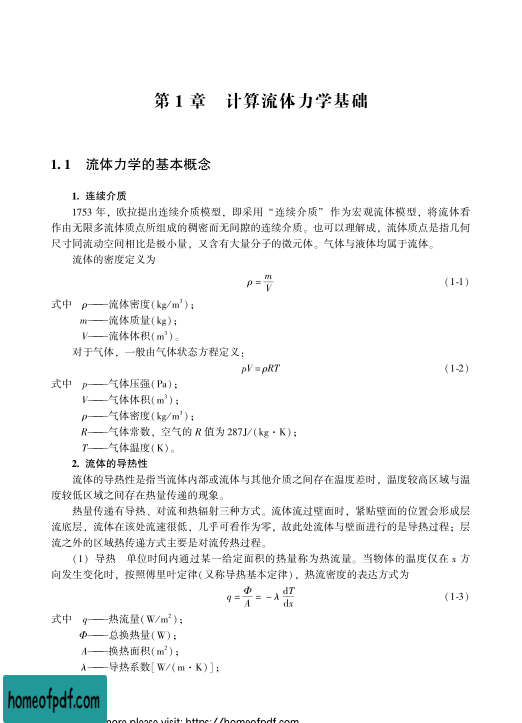 第 1 章　计算流体力学基础
1. 1　流体力学的基本概念
1. 连续介质
1753 年，欧拉提出连续介质模型，即采用“连续介质”作为宏观流体模型，将流体看
作由无限多流体质点所组成的稠密而无间隙的连续介质。也可以理解成，流体质点是指几何
尺寸同流动空间相比是极小量，又含有大量分子的微元体。气体与液体均属于流体。
流体的密度定义为
ρ = m/V (1-1)
式中　ρ——流体密度(kg/m³)；
m——流体质量(kg)；
V——流体体积(m³)。
对于气体，一般由气体状态方程定义：
pV = ρRT (1-2)
式中　p——气体压强(Pa)；
V——气体体积(m³)；
ρ——气体密度(kg/m³)；
R——气体常数，空气的 R 值为 287J/(kg · K)；
T——气体温度(K)。
2. 流体的导热性
流体的导热性是指当流体内部或流体与其他介质之间存在温度差时，温度较高区域与温
度较低区域之间存在热量传递的现象。
热量传递有导热、对流和热辐射三种方式。流体流过壁面时，紧贴壁面的位置会形成层
流底层，流体在该处流速很低，几乎可看作为零，故此处流体与壁面进行的是导热过程；层
流之外的区域热传递方式主要是对流传热过程。
(1) 导热　单位时间内通过某一给定面积的热量称为热流量。当物体的温度仅在 x 方
向发生变化时，按照傅里叶定律(又称导热基本定律)，热流密度的表达方式为
q = Φ/A = -λ dT/dx (1-3)
式中　q——热流量(W/m²)；
Φ——总换热量(W)；
A——换热面积(m²)；
λ——导热系数[W/(m · K)]；
homeofpdf.com
more please visit: https://homeofpdf.com